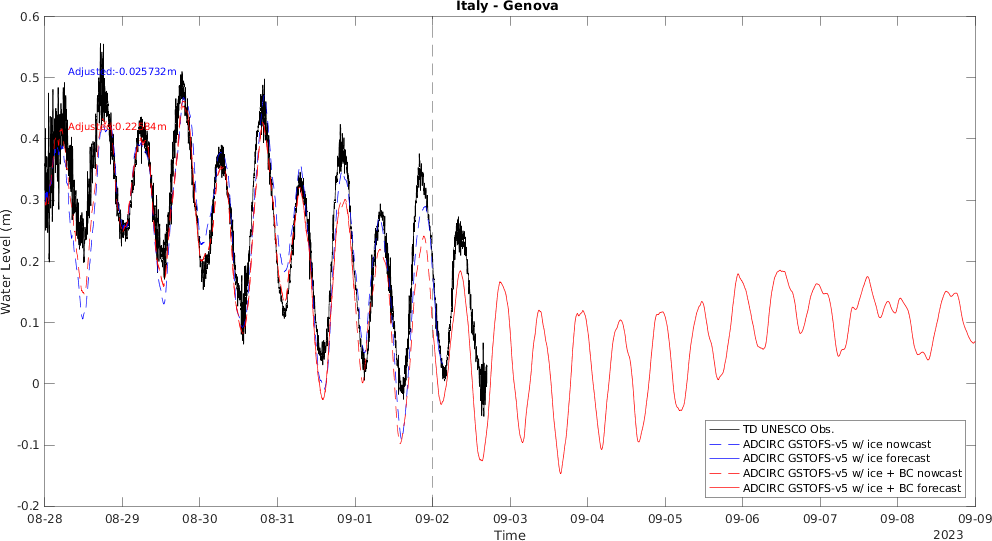 Italy - Genova
Water Level (m)
0.6
0.5
0.4
0.3
0.2
0.1
0
-0.1
-0.2
Adjusted:-0.025732m
08-28
08-29
08-30
08-31
09-01
09-02
09-03
09-04
09-05
09-06
09-07
09-08
09-09
Time
2023
TD UNESCO Obs.
ADCIRC GSTOFS-v5 w/ ice nowcast
ADCIRC GSTOFS-v5 w/ ice forecast
ADCIRC GSTOFS-v5 w/ ice + BC nowcast
ADCIRC GSTOFS-v5 w/ ice + BC forecast